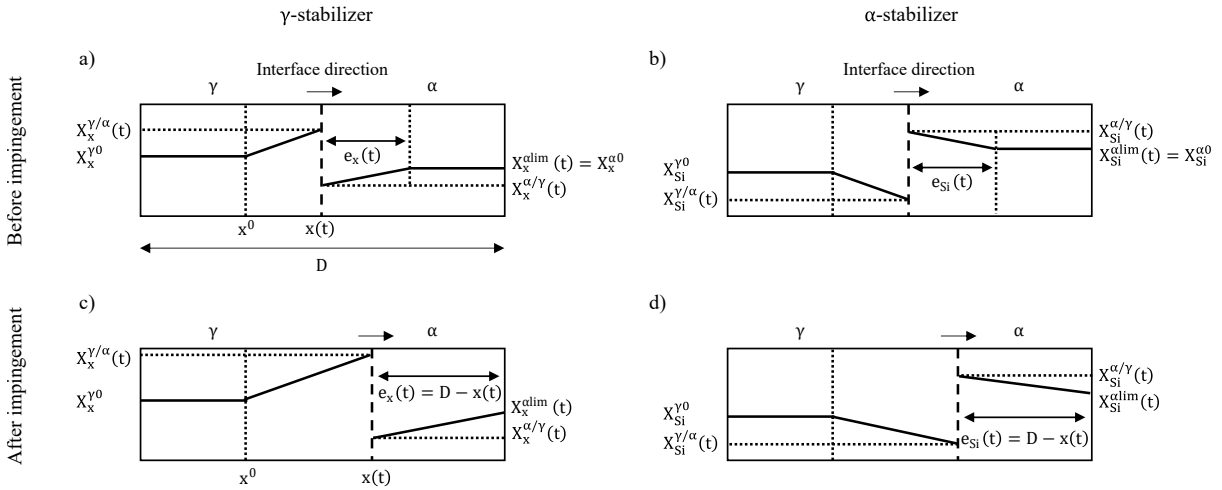 γ-stabilizer α-stabilizer
Before impingement
a)
Interface direction
γ α
X_x^{γ/α}(t)
X_x^{γ0}
e_x(t)
X_x^{αlim}(t) = X_x^{α0}
X_x^{α/γ}(t)
x^0 x(t)
D
b)
Interface direction
γ α
X_{Si}^{α/γ}(t)
X_{Si}^{αlim}(t) = X_{Si}^{α0}
X_{Si}^{γ0}
e_{Si}(t)
X_{Si}^{γ/α}(t)
After impingement
c)
γ α
X_x^{γ/α}(t)
e_x(t) = D − x(t)
X_x^{γ0}
X_x^{αlim}(t)
X_x^{α/γ}(t)
x^0 x(t)
d)
γ α
X_{Si}^{α/γ}(t)
X_{Si}^{αlim}(t)
X_{Si}^{γ0}
X_{Si}^{γ/α}(t)
e_{Si}(t) = D − x(t)